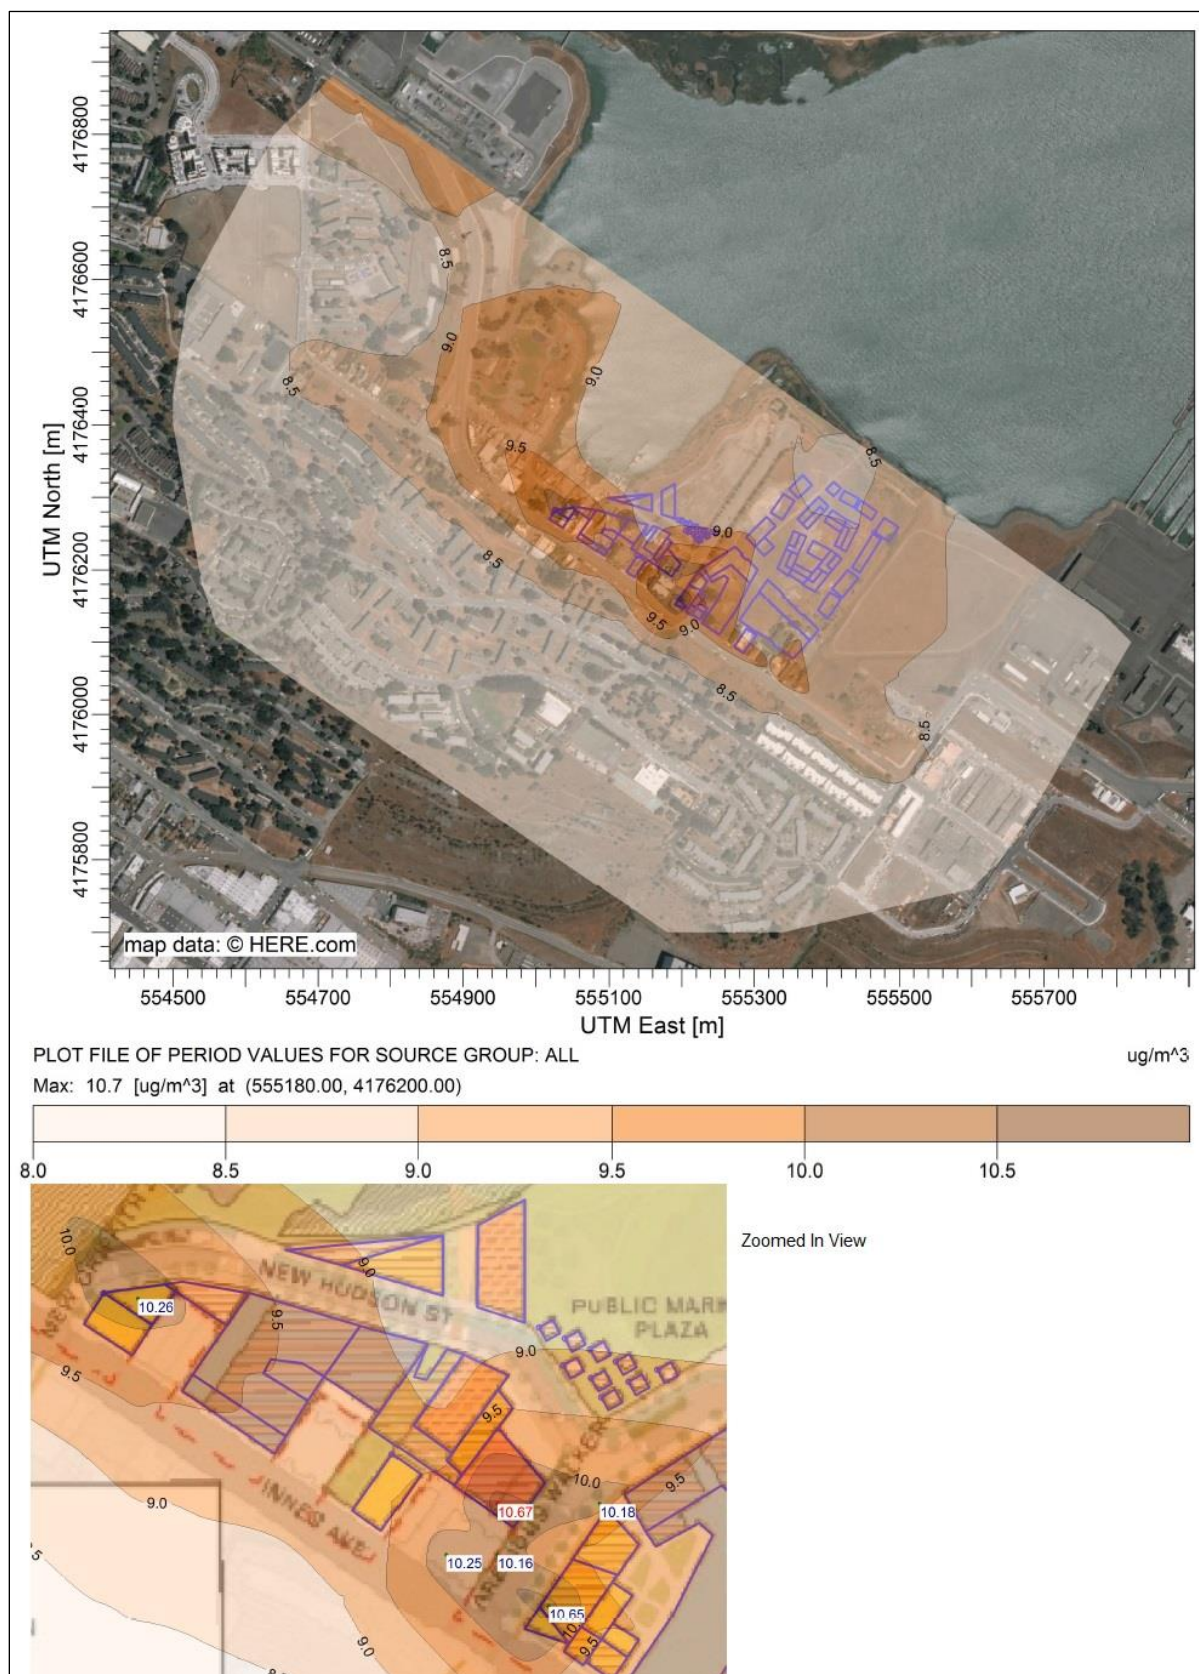 4176800
4176600
4176400
4176200
4176000
4175800
UTM North [m]
8.5
9.0
8.5
9.0
9.5
8.5
9.0
8.5
9.5
9.0
8.5
8.5
map data: © HERE.com
554500 554700 554900 555100 555300 555500 555700
UTM East [m]
PLOT FILE OF PERIOD VALUES FOR SOURCE GROUP: ALL ug/m^3
Max: 10.7 [ug/m^3] at (555180.00, 4176200.00)
8.0 8.5 9.0 9.5 10.0 10.5
Zoomed In View
10.0
9.0
NEW HUDSON ST
10.26
PUBLIC MAR
PLAZA
9.5
9.0
9.5
9.5
9.5
10.0
9.0
INNES AVE
10.67
10.18
10.25
10.16
10.65
9.0
9.5